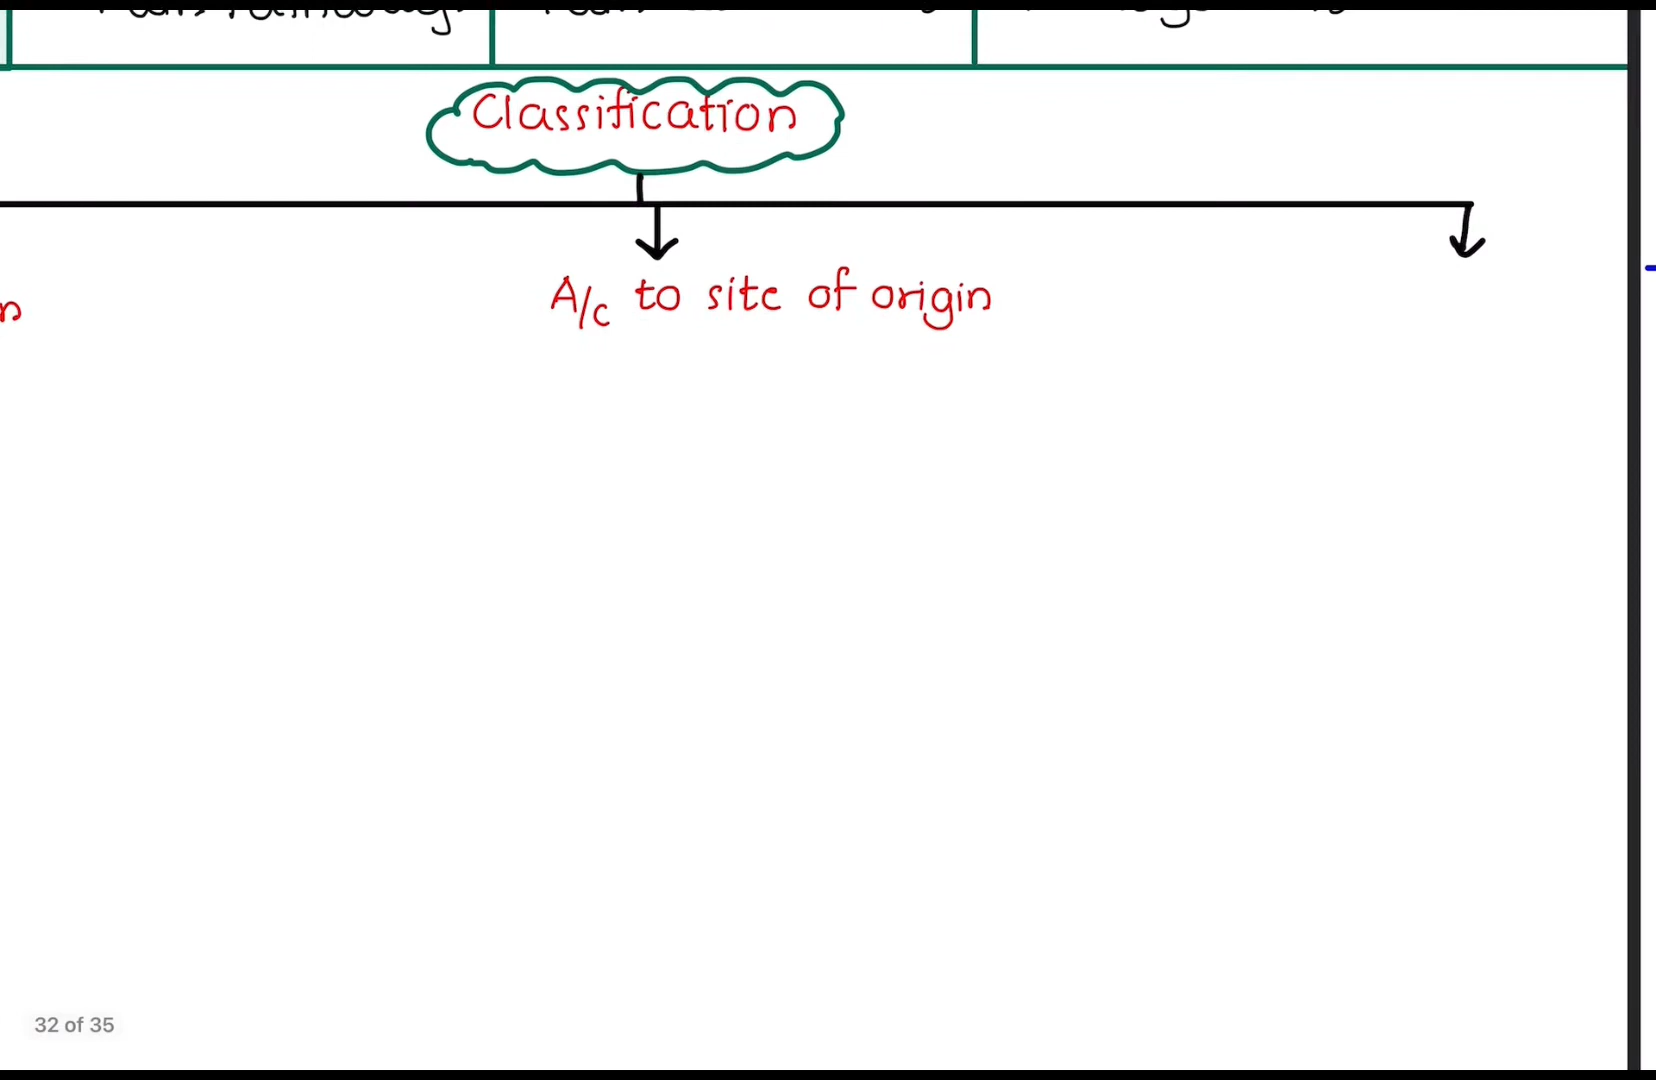 Classification
A/c to site of origin
n
32 of 35